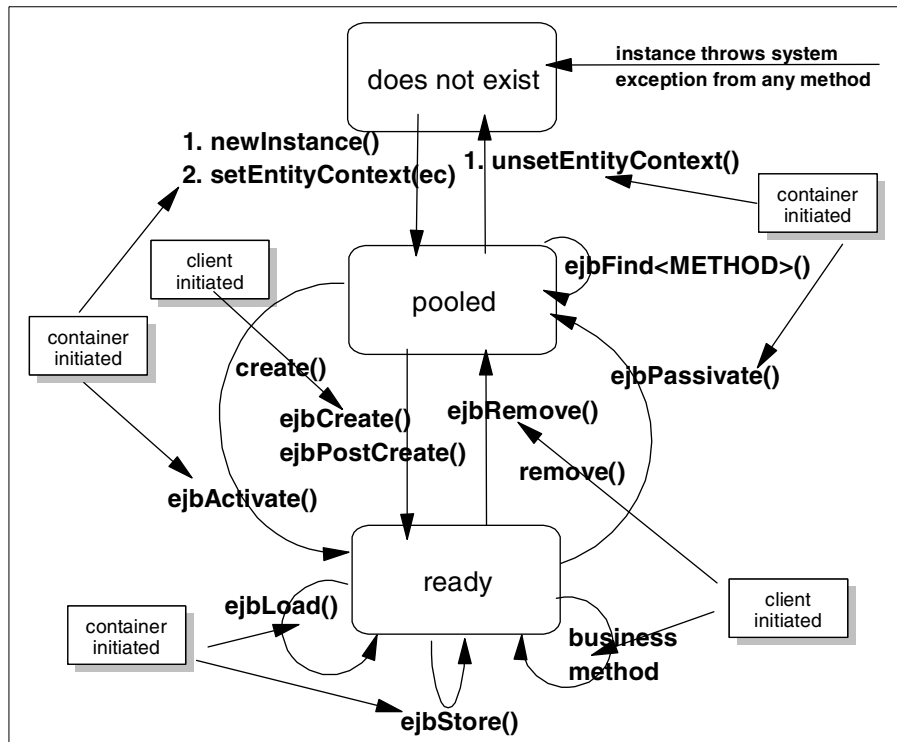 instance throws system
exception from any method
does not exist
1. newInstance()
2. setEntityContext(ec)
1. unsetEntityContext()
container
initiated
client
initiated
ejbFind<METHOD>()
pooled
container
initiated
create()
ejbPassivate()
ejbCreate()
ejbPostCreate()
ejbRemove()
remove()
ejbActivate()
ready
ejbLoad()
container
initiated
business
method
client
initiated
ejbStore()